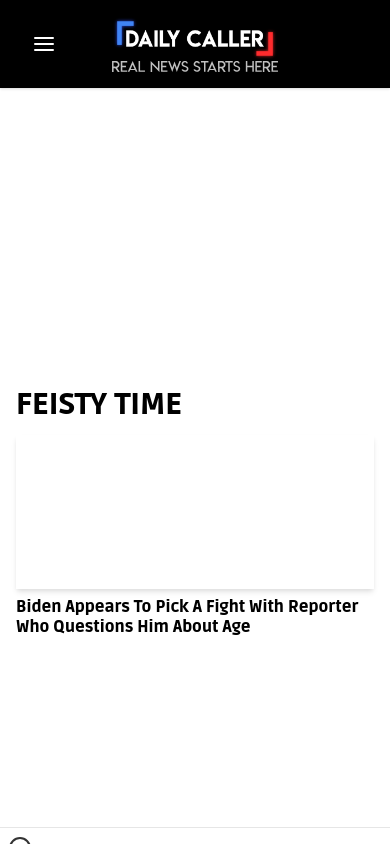 DAILY CALLER
REAL NEWS STARTS HERE
FEISTY TIME
Biden Appears To Pick A Fight With Reporter
Who Questions Him About Age